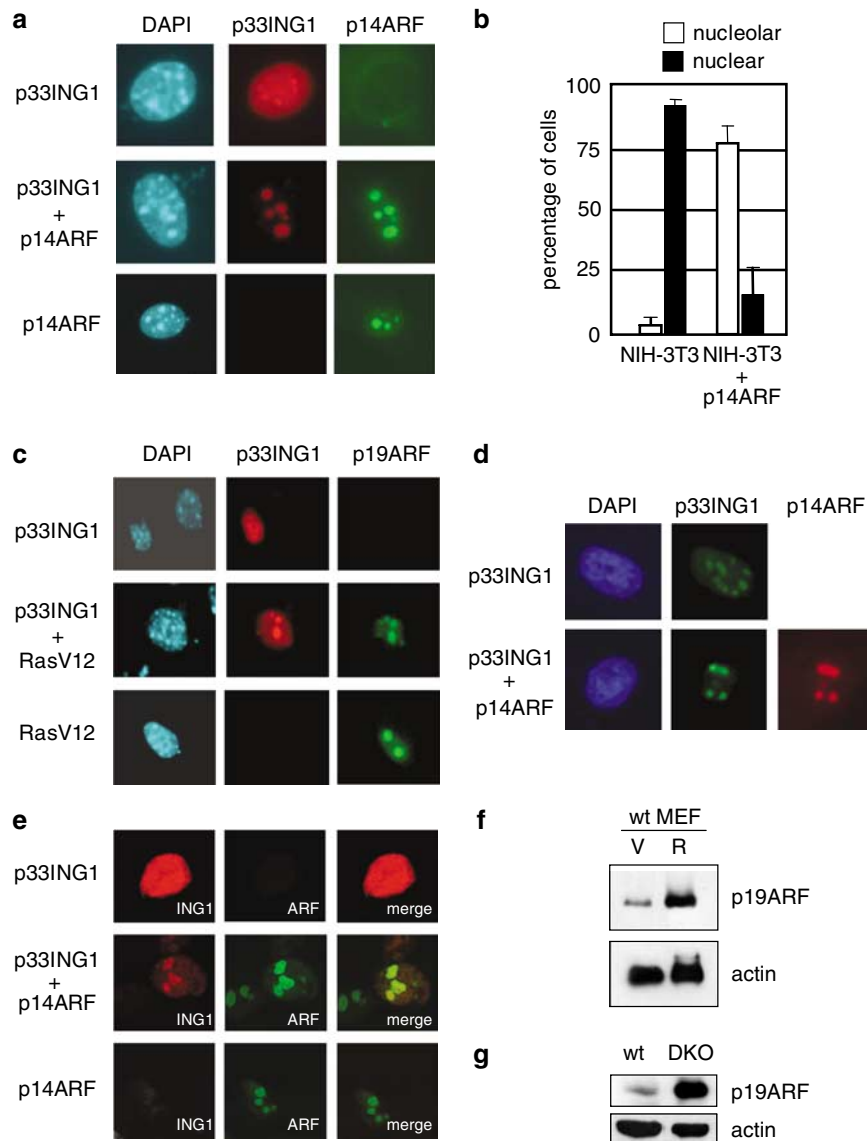 a
DAPI p33ING1 p14ARF
p33ING1
p33ING1
+
p14ARF
p14ARF
b
nucleolar
nuclear
percentage of cells
100
75
50
25
0
NIH-3T3 NIH-3T3
+
p14ARF
c
DAPI p33ING1 p19ARF
p33ING1
p33ING1
+
RasV12
RasV12
d
DAPI p33ING1 p14ARF
p33ING1
p33ING1
+
p14ARF
e
p33ING1
ING1 ARF merge
p33ING1
+
p14ARF
ING1 ARF merge
p14ARF
ING1 ARF merge
f
wt MEF
V R
p19ARF
actin
g
wt DKO
p19ARF
actin